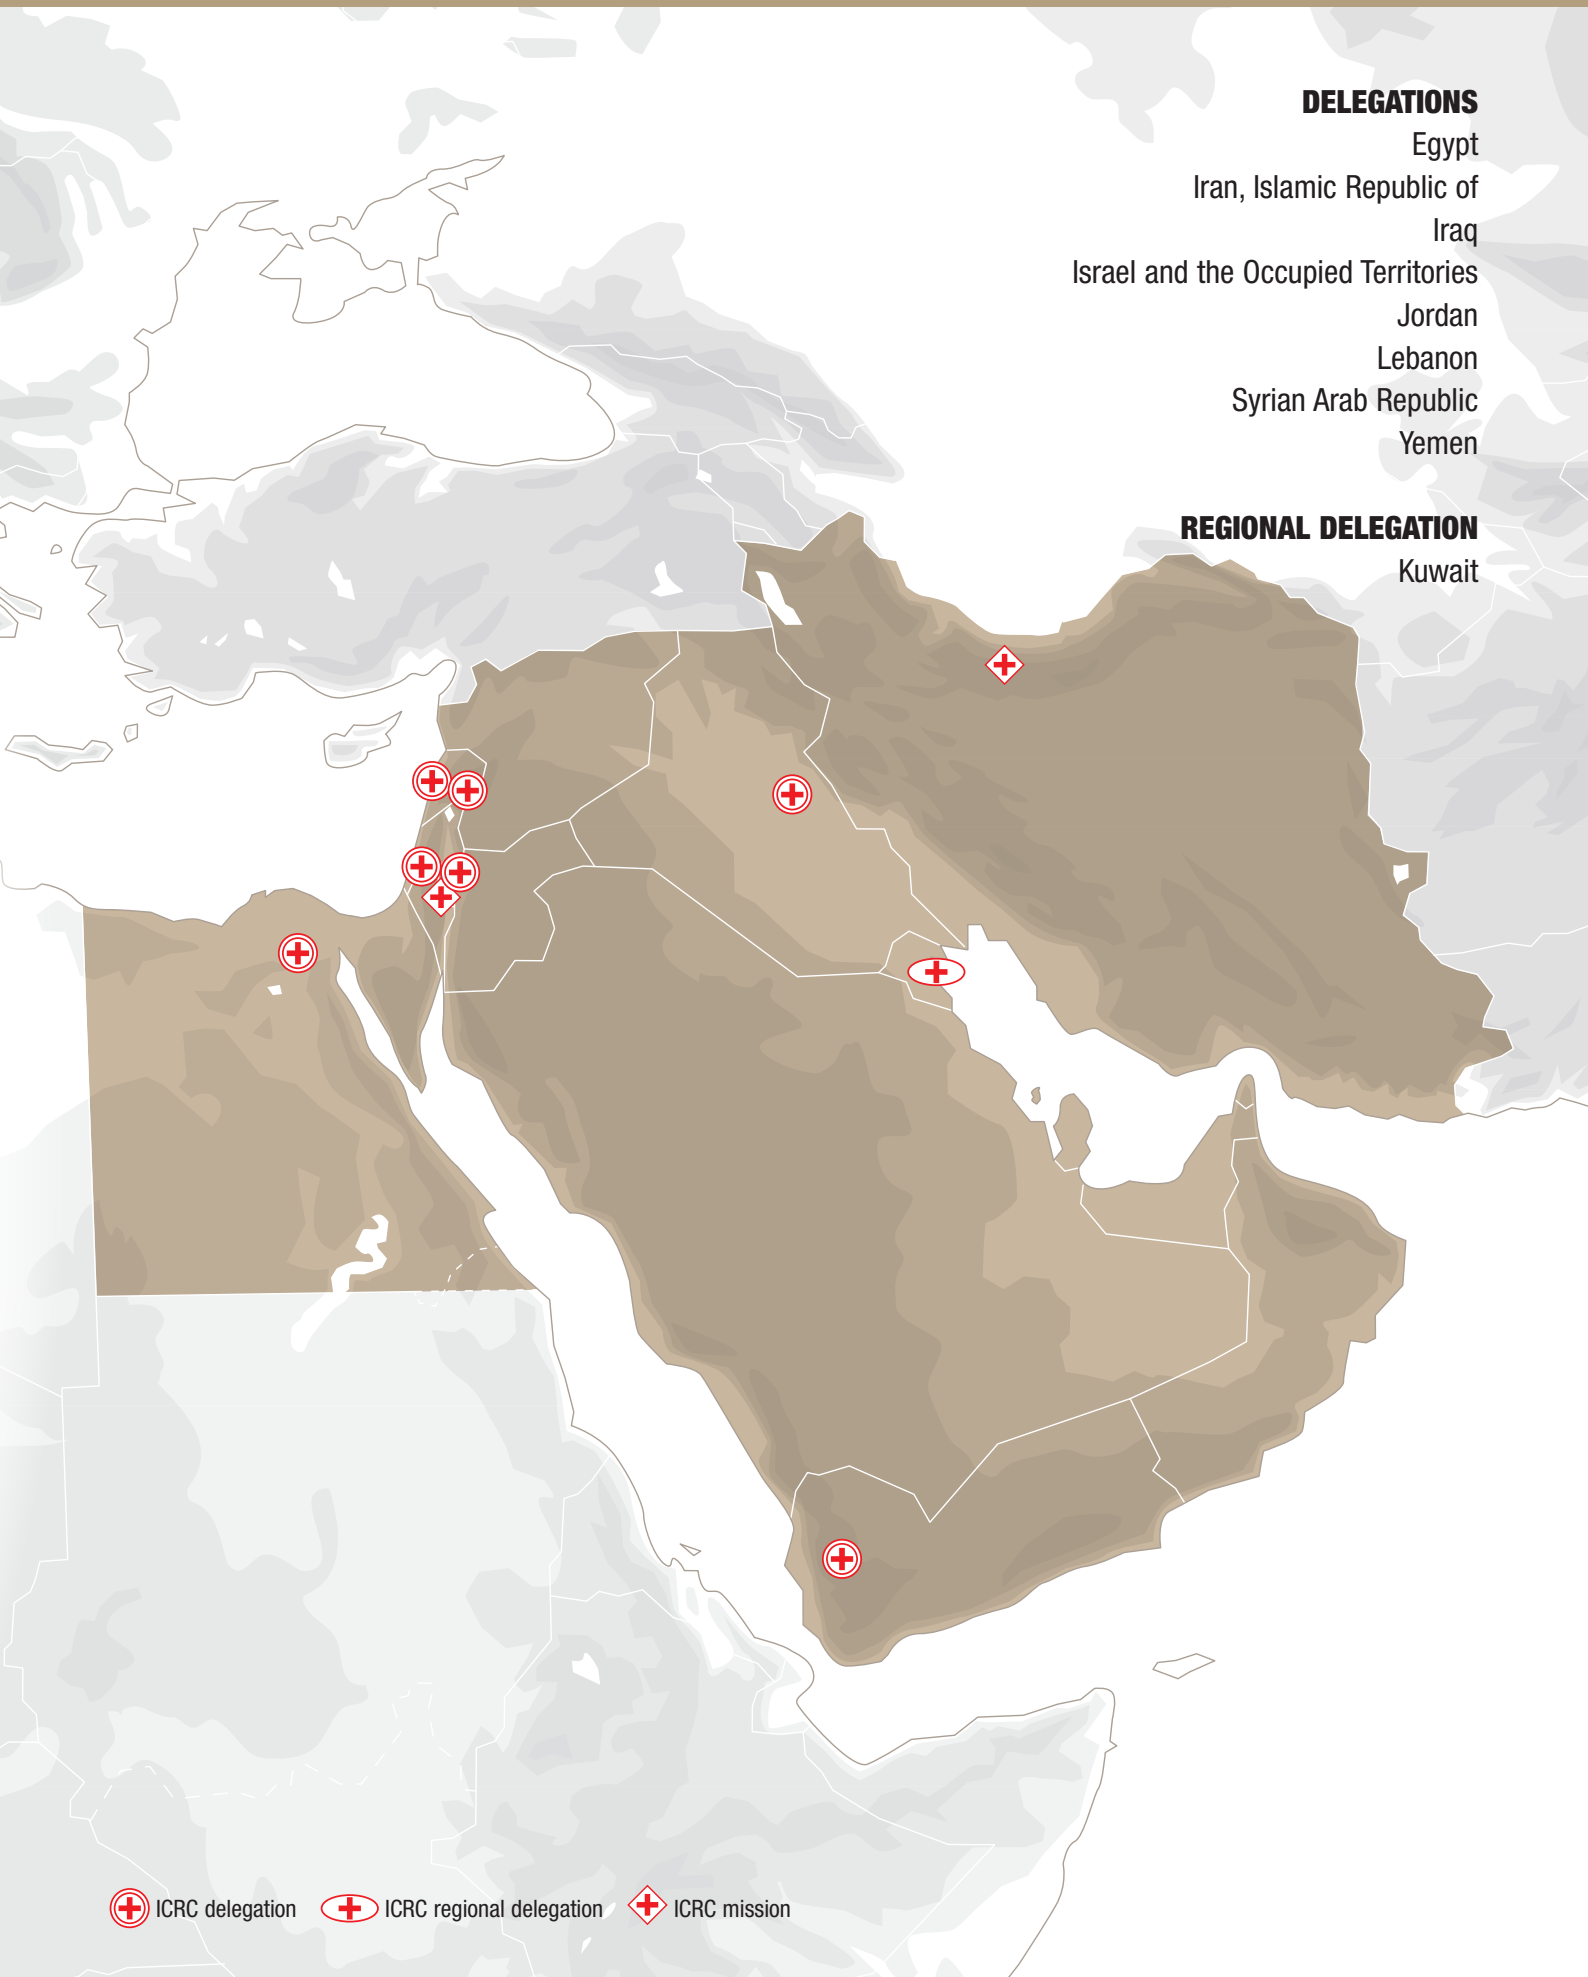 DELEGATIONS
Egypt
Iran, Islamic Republic of
Iraq
Israel and the Occupied Territories
Jordan
Lebanon
Syrian Arab Republic
Yemen
REGIONAL DELEGATION
Kuwait
ICRC delegation
ICRC regional delegation
ICRC mission